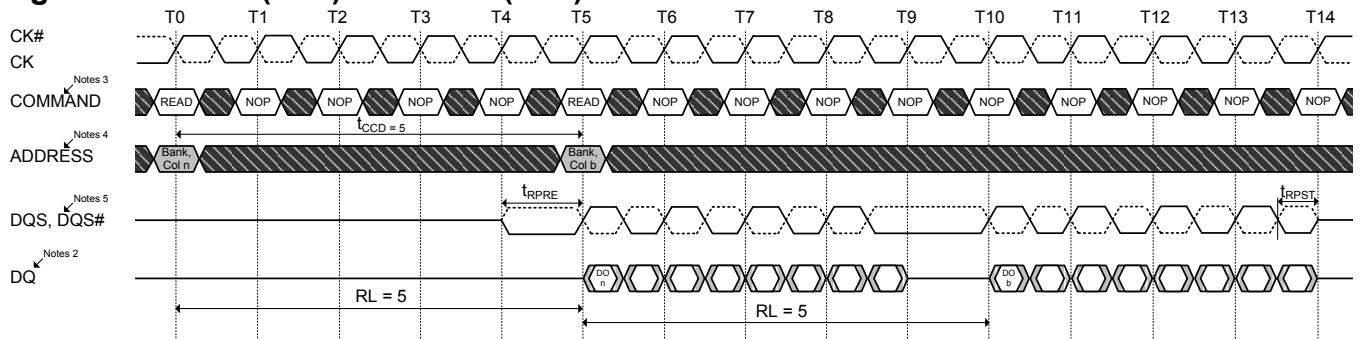 T0 T1 T2 T3 T4 T5 T6 T7 T8 T9 T10 T11 T12 T13 T14
CK#
CK
Notes 3
COMMAND READ NOP NOP NOP NOP READ NOP NOP NOP NOP NOP NOP NOP NOP NOP
tCCD = 5
Notes 4
ADDRESS Bank, Col n Bank, Col b
tRPRE tRPST
Notes 5
DQS, DQS#
Notes 2
DQ DO n DO b
RL = 5
RL = 5